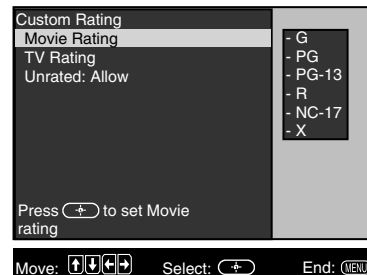 Custom Rating
Movie Rating
TV Rating
Unrated: Allow
- G
- PG
- PG-13
- R
- NC-17
- X
Press to set Movie
rating
Move: Select: End: MENU